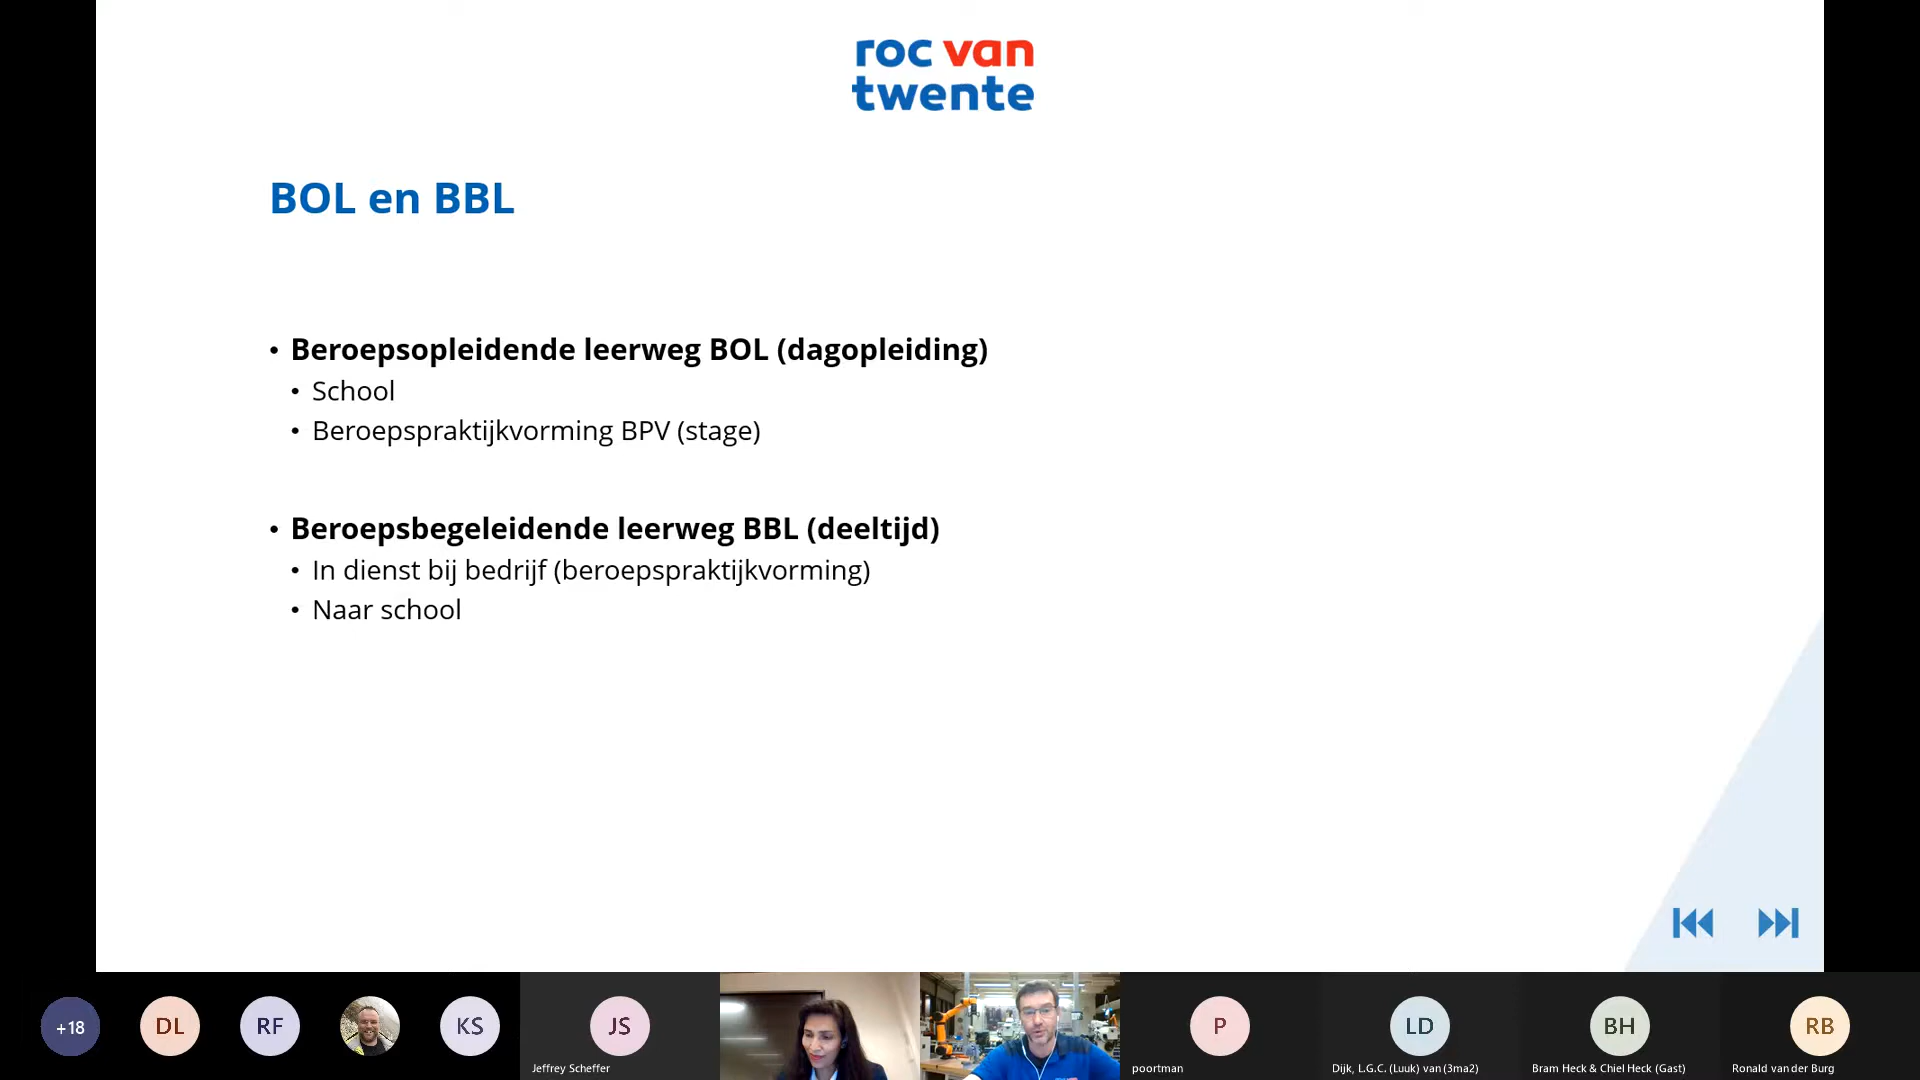 roc van
twente
BOL en BBL
• Beroepsopleidende leerweg BOL (dagopleiding)
• School
• Beroepspraktijkvorming BPV (stage)
• Beroepsbegeleidende leerweg BBL (deeltijd)
• In dienst bij bedrijf (beroepspraktijkvorming)
• Naar school
+18
DL
RF
KS
JS
P
LD
BH
RB
Jeffrey Scheffer
poortman
Dijk, L.G.C. (Luuk) van (3ma2)
Bram Heck & Chiel Heck (Gast)
Ronald van der Burg